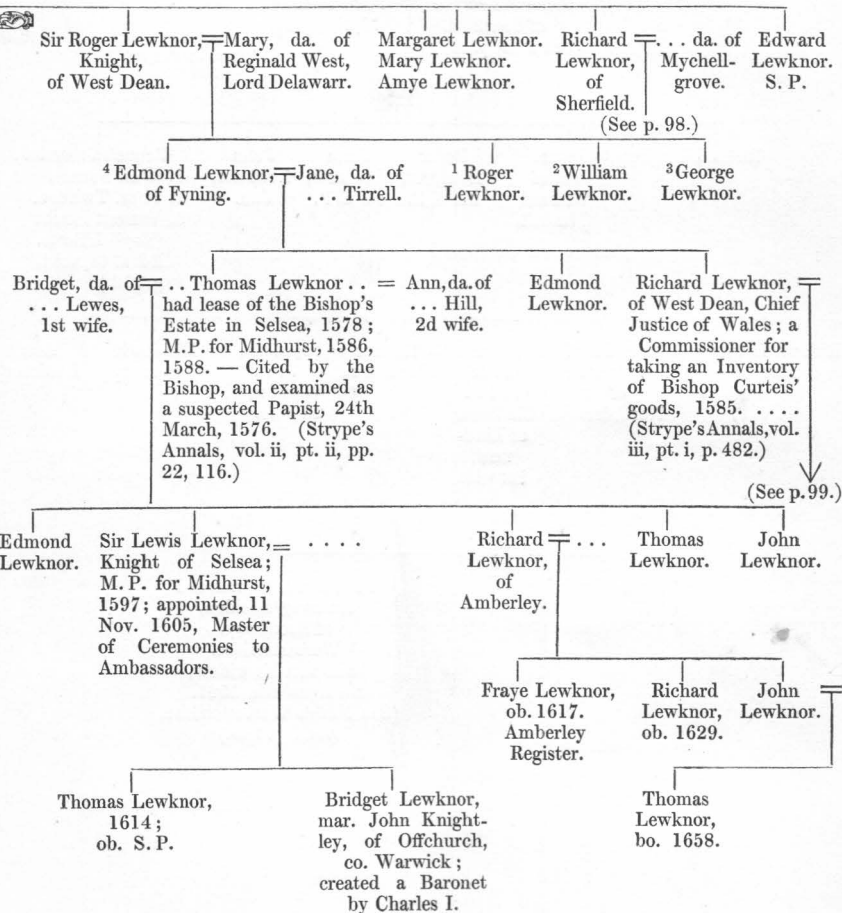 Sir Roger Lewknor,
Knight,
of West Dean.
Mary, da. of
Reginald West,
Lord Delawarr.
Margaret Lewknor.
Mary Lewknor.
Amye Lewknor.
Richard
Lewknor,
of
Sherfield.
(See p. 98.)
. . . da. of
Mychell-
grove.
Edward
Lewknor.
S. P.
4 Edmond Lewknor,
of Fyning.
Jane, da. of
. . . Tirrell.
1 Roger
Lewknor.
2 William
Lewknor.
3 George
Lewknor.
Bridget, da. of
. . . Lewes,
1st wife.
. . Thomas Lewknor . .
had lease of the Bishop's
Estate in Selsea, 1578 ;
M.P. for Midhurst, 1586,
1588. — Cited by the
Bishop, and examined as
a suspected Papist, 24th
March, 1576. (Strype's
Annals, vol. ii, pt. ii, pp.
22, 116.)
=
Ann, da. of
. . . Hill,
2d wife.
Edmond
Lewknor.
Richard Lewknor,
of West Dean, Chief
Justice of Wales ; a
Commissioner for
taking an Inventory
of Bishop Curteis'
goods, 1585. . . . .
(Strype's Annals, vol.
iii, pt. i, p. 482.)
(See p. 99.)
Edmond
Lewknor.
Sir Lewis Lewknor,
Knight of Selsea;
M. P. for Midhurst,
1597; appointed, 11
Nov. 1605, Master
of Ceremonies to
Ambassadors.
= . . . .
Richard
Lewknor,
of
Amberley.
. . .
Thomas
Lewknor.
John
Lewknor.
Fraye Lewknor,
ob. 1617.
Amberley
Register.
Richard
Lewknor,
ob. 1629.
John
Lewknor.
Thomas Lewknor,
1614 ;
ob. S. P.
Bridget Lewknor,
mar. John Knight-
ley, of Offchurch,
co. Warwick ;
created a Baronet
by Charles I.
Thomas
Lewknor,
bo. 1658.